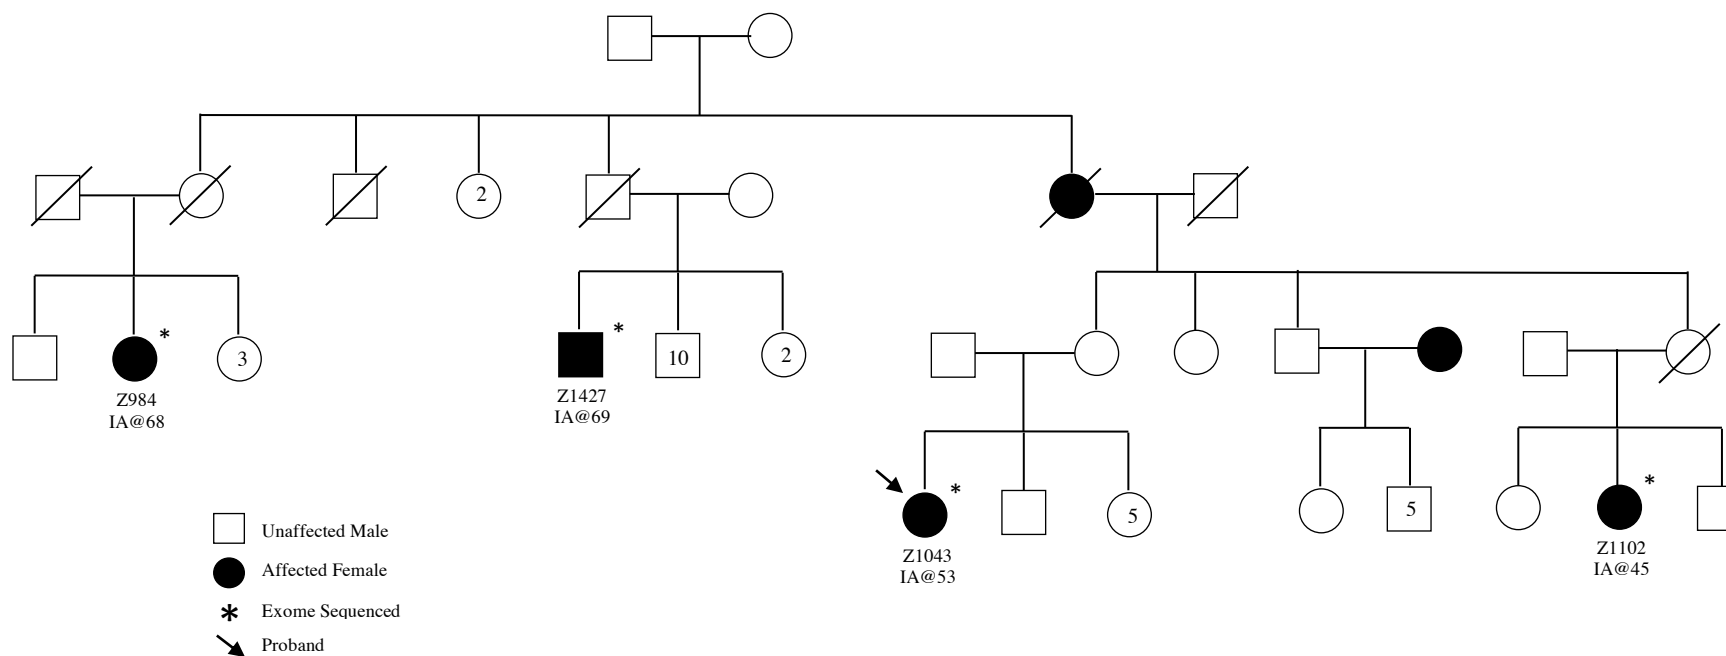 2
3
10
2
Z984
IA@68
*
Z1427
IA@69
*
*
5
5
*
Z1043
IA@53
Z1102
IA@45
Unaffected Male
Affected Female
* Exome Sequenced
Proband